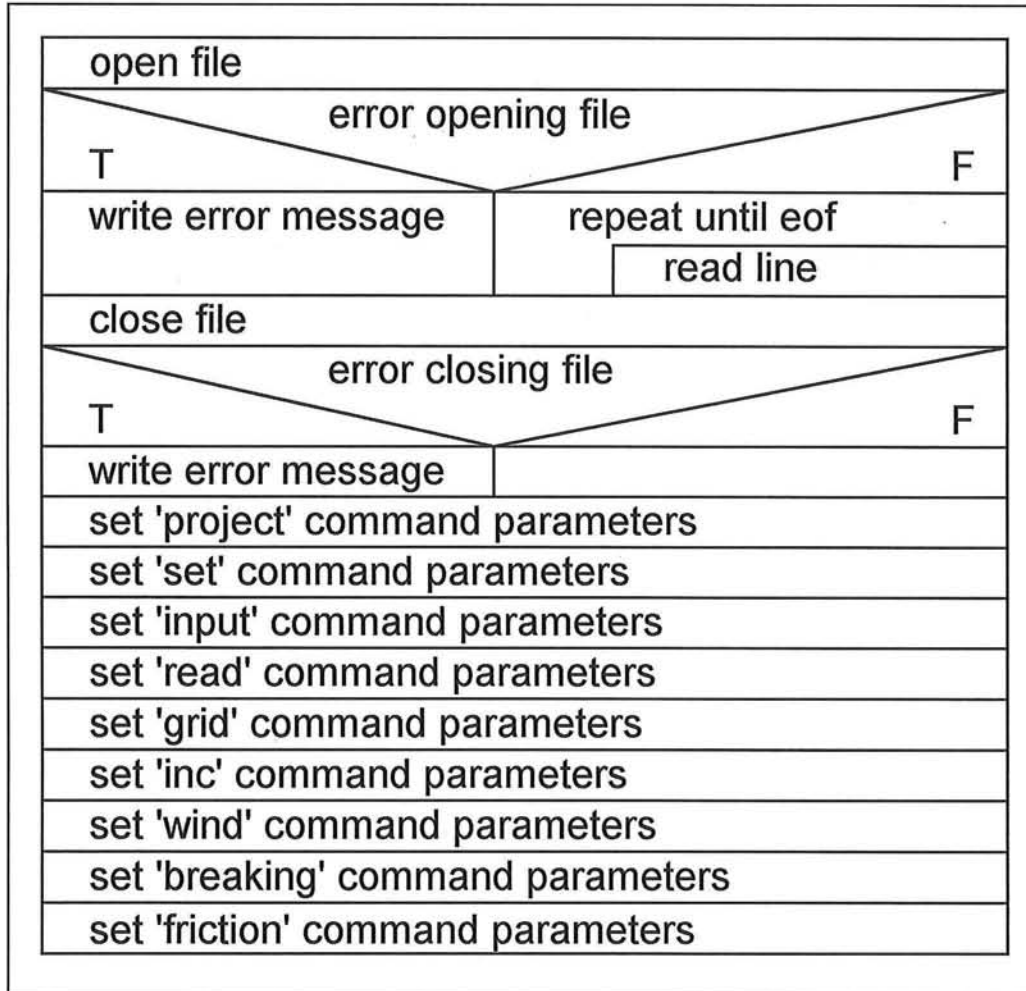 open file
error opening file
T F
write error message repeat until eof
read line
close file
error closing file
T F
write error message
set 'project' command parameters
set 'set' command parameters
set 'input' command parameters
set 'read' command parameters
set 'grid' command parameters
set 'inc' command parameters
set 'wind' command parameters
set 'breaking' command parameters
set 'friction' command parameters